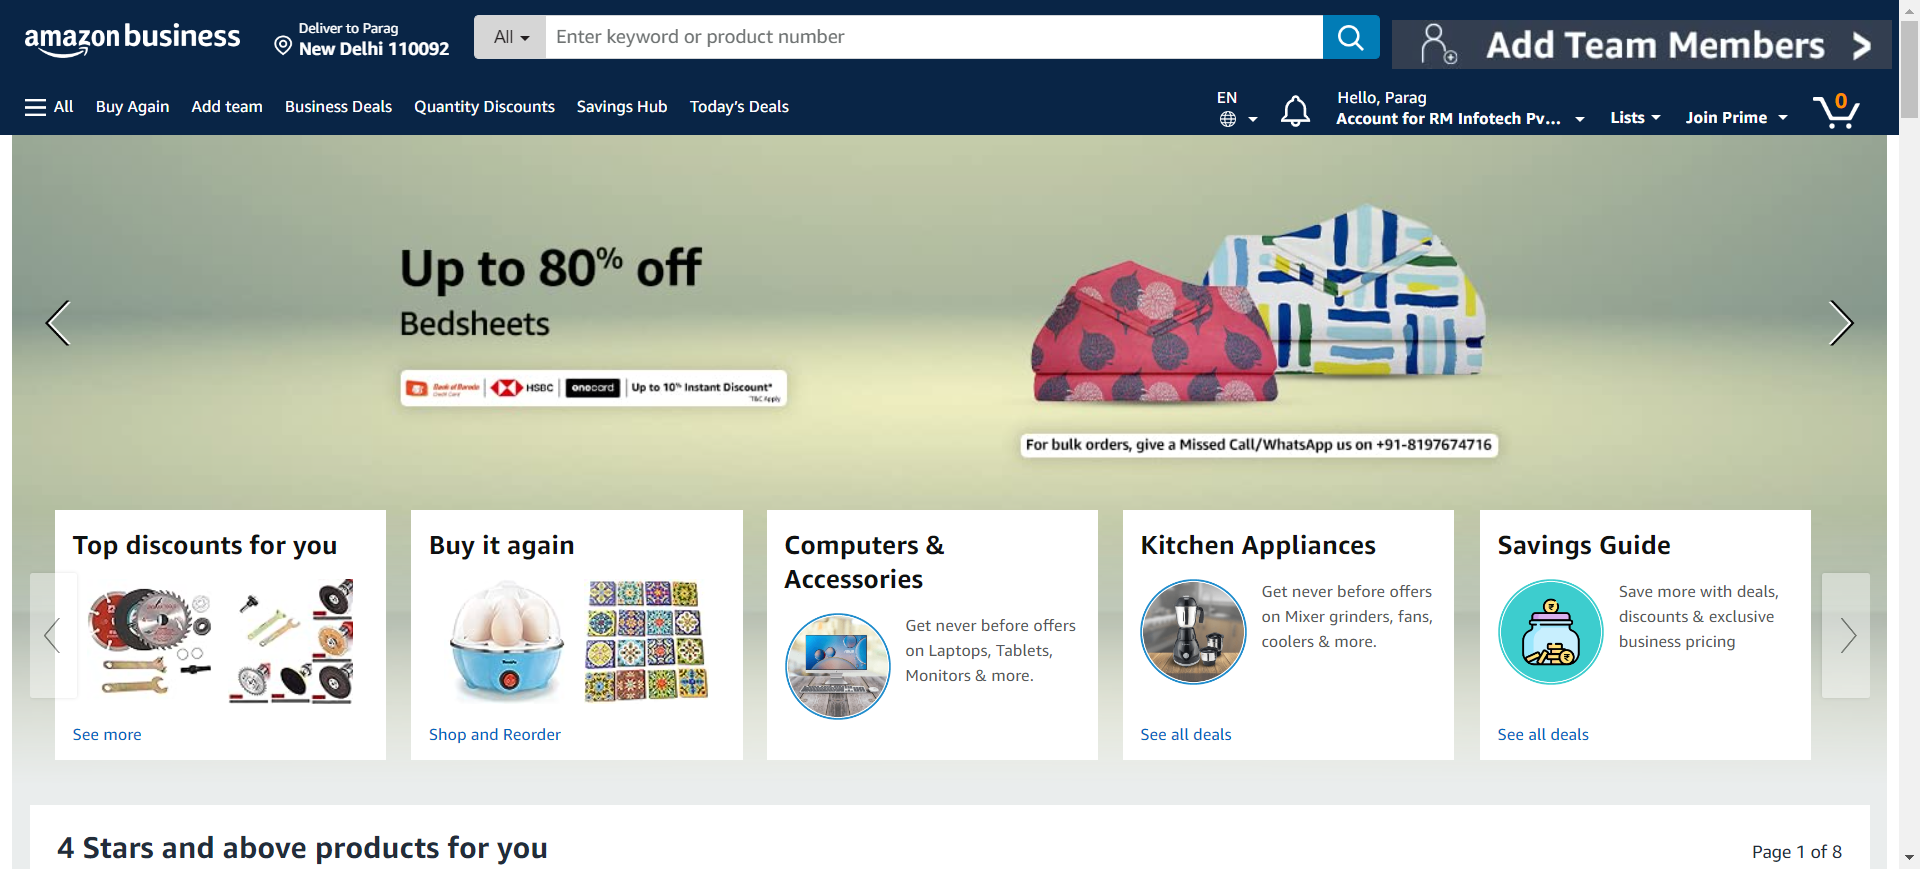 amazon business
Deliver to Parag
New Delhi 110092
All
Enter keyword or product number
Add Team Members
All
Buy Again
Add team
Business Deals
Quantity Discounts
Savings Hub
Today's Deals
EN
Hello, Parag
Account for RM Infotech Pv...
Lists
Join Prime
0
Up to 80% off
Bedsheets
Bank of Baroda
Credit Card
HSBC
onecard
Up to 10% Instant Discount*
*T&C Apply
For bulk orders, give a Missed Call/WhatsApp us on +91-8197674716
Top discounts for you
See more
Buy it again
Shop and Reorder
Computers &
Accessories
Get never before offers
on Laptops, Tablets,
Monitors & more.
Kitchen Appliances
Get never before offers
on Mixer grinders, fans,
coolers & more.
See all deals
Savings Guide
Save more with deals,
discounts & exclusive
business pricing
See all deals
4 Stars and above products for you
Page 1 of 8